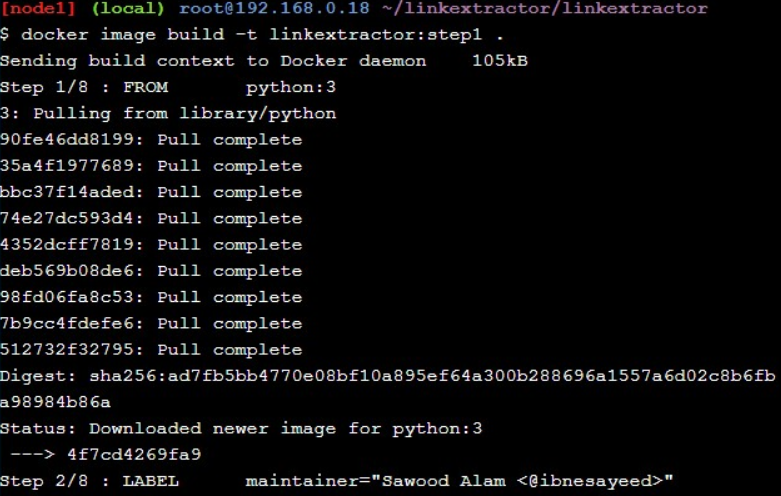 [node1] (local) root@192.168.0.18 ~/linkextractor/linkextractor
$ docker image build -t linkextractor:step1 .
Sending build context to Docker daemon    105kB
Step 1/8 : FROM       python:3
3: Pulling from library/python
90fe46dd8199: Pull complete
35a4f1977689: Pull complete
bbc37f14aded: Pull complete
74e27dc593d4: Pull complete
4352dcff7819: Pull complete
deb569b08de6: Pull complete
98fd06fa8c53: Pull complete
7b9cc4fdefe6: Pull complete
512732f32795: Pull complete
Digest: sha256:ad7fb5bb4770e08bf10a895ef64a300b288696a1557a6d02c8b6fb
a98984b86a
Status: Downloaded newer image for python:3
 ---> 4f7cd4269fa9
Step 2/8 : LABEL      maintainer="Sawood Alam <@ibnesayeed>"